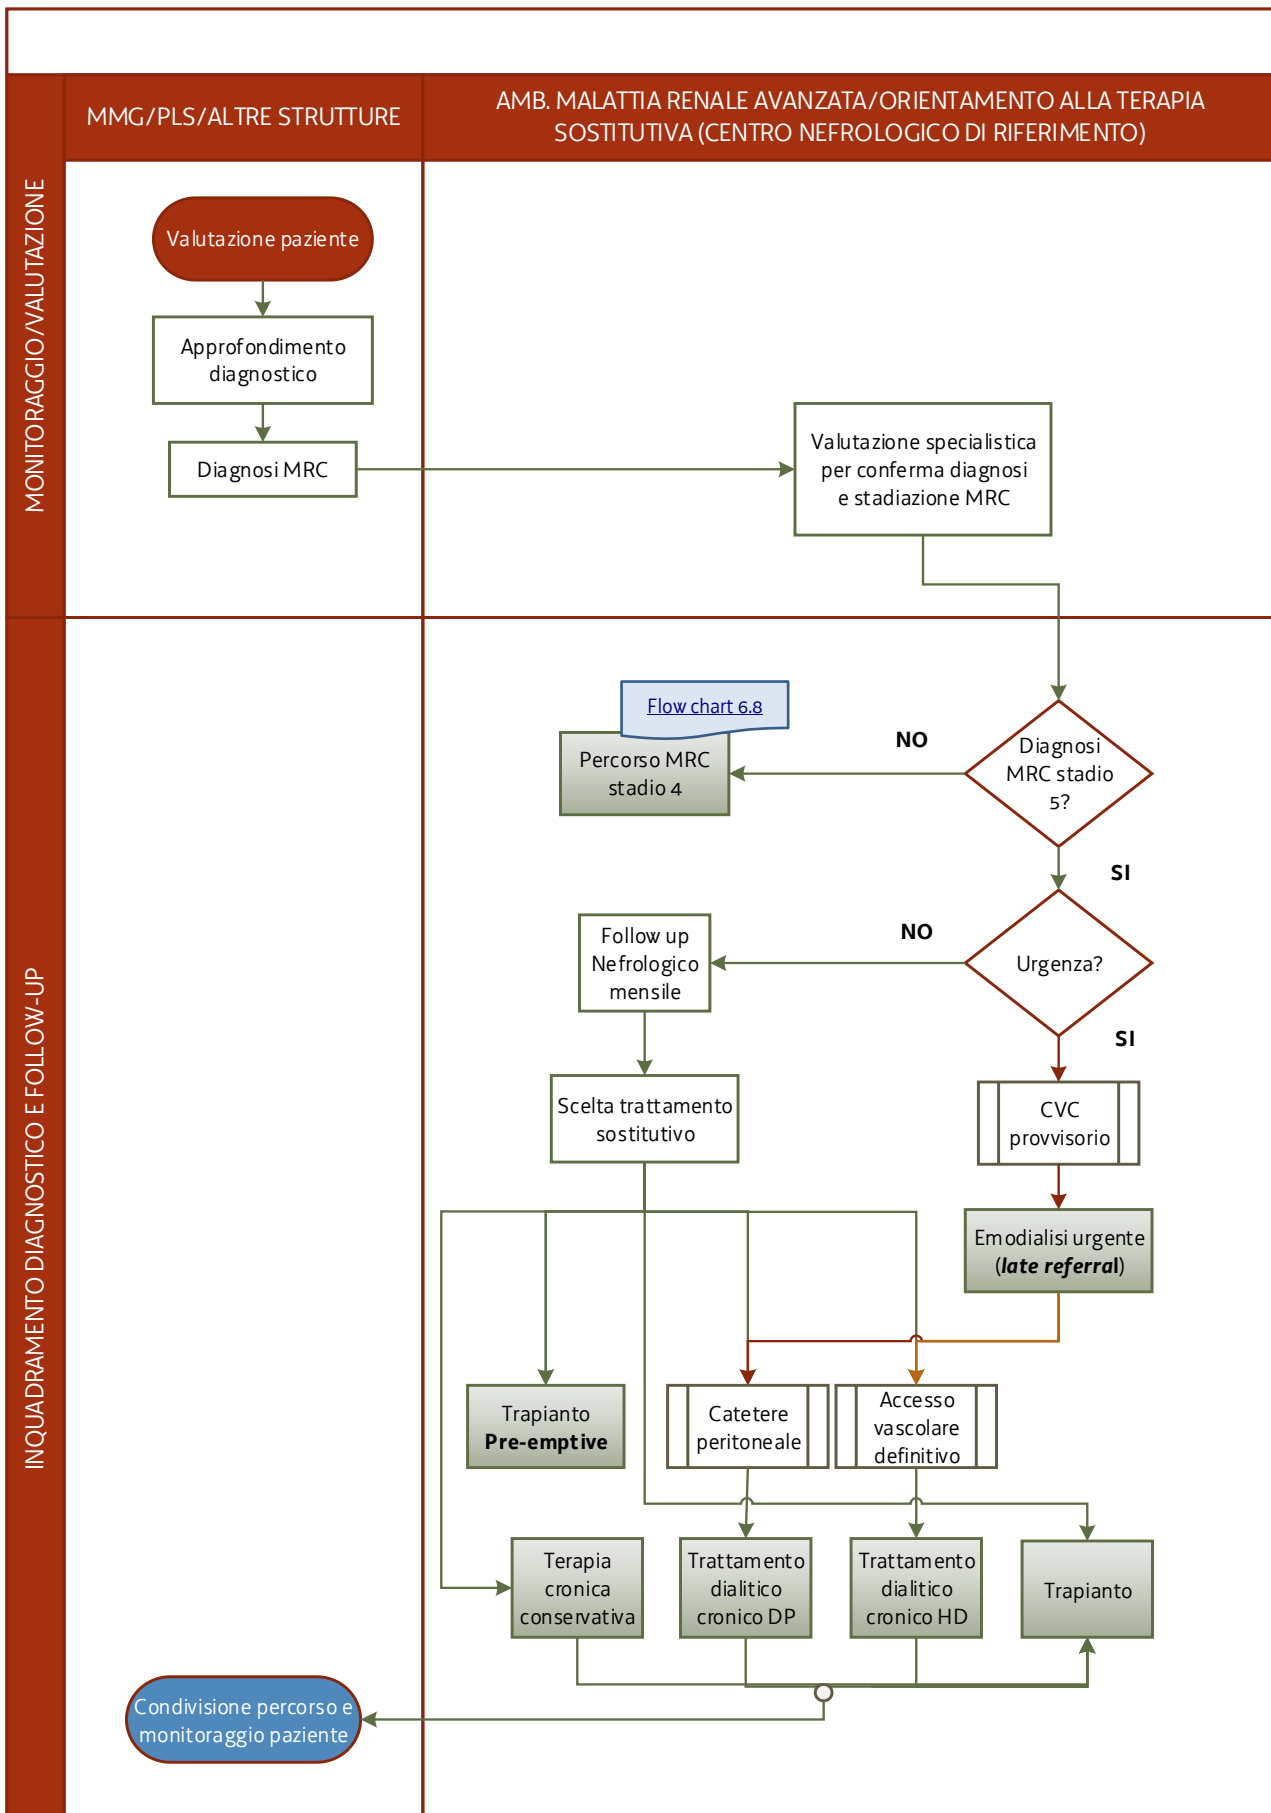 MMG/PLS/ALTRE STRUTTURE
AMB. MALATTIA RENALE AVANZATA/ORIENTAMENTO ALLA TERAPIA
SOSTITUTIVA (CENTRO NEFROLOGICO DI RIFERIMENTO)
MONITORAGGIO/VALUTAZIONE
Valutazione paziente
Approfondimento
diagnostico
Diagnosi MRC
Valutazione specialistica
per conferma diagnosi
e stadiazione MRC
INQUADRAMENTO DIAGNOSTICO E FOLLOW-UP
Flow chart 6.8
Percorso MRC
stadio 4
NO
Diagnosi
MRC stadio
5?
SI
Follow up
Nefrologico
mensile
NO
Urgenza?
SI
Scelta trattamento
sostitutivo
CVC
provvisorio
Emodialisi urgente
(late referral)
Trapianto
Pre-emptive
Catetere
peritoneale
Accesso
vascolare
definitivo
Terapia
cronica
conservativa
Trattamento
dialitico
cronico DP
Trattamento
dialitico
cronico HD
Trapianto
Condivisione percorso e
monitoraggio paziente